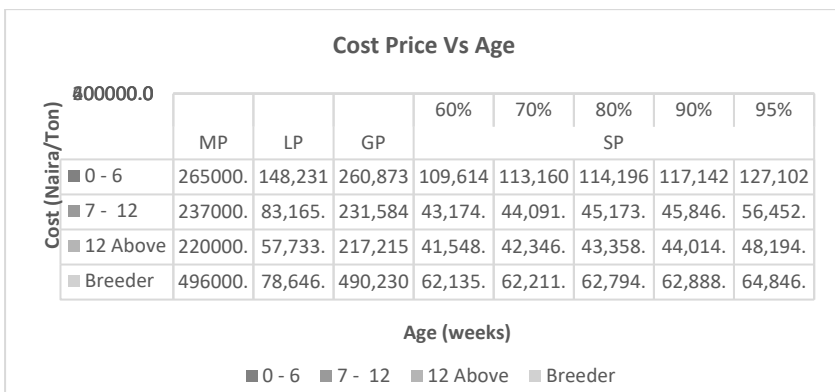 Cost Price Vs Age
Cost (Naira/Ton)
60% 70% 80% 90% 95%
MP LP GP SP
0 - 6 265000. 148,231 260,873 109,614 113,160 114,196 117,142 127,102
7 - 12 237000. 83,165. 231,584 43,174. 44,091. 45,173. 45,846. 56,452.
12 Above 220000. 57,733. 217,215 41,548. 42,346. 43,358. 44,014. 48,194.
Breeder 496000. 78,646. 490,230 62,135. 62,211. 62,794. 62,888. 64,846.
Age (weeks)
0 - 6 7 - 12 12 Above Breeder